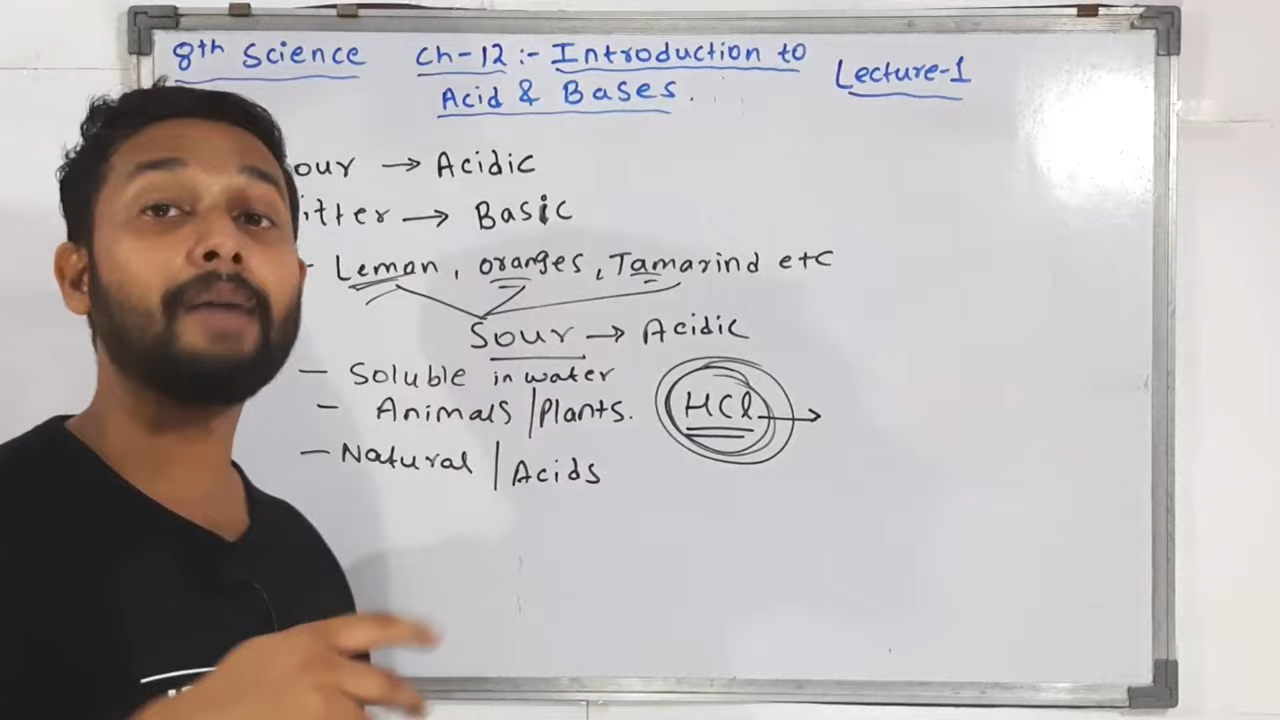 8th Science Ch-12 :- Introduction to Lecture-1
Acid & Bases.
our → Acidic
itter → Basic
- Lemon, oranges, Tamarind etc
Sour → Acidic
- Soluble in water
- Animals | Plants. HCl →
- Natural | Acids